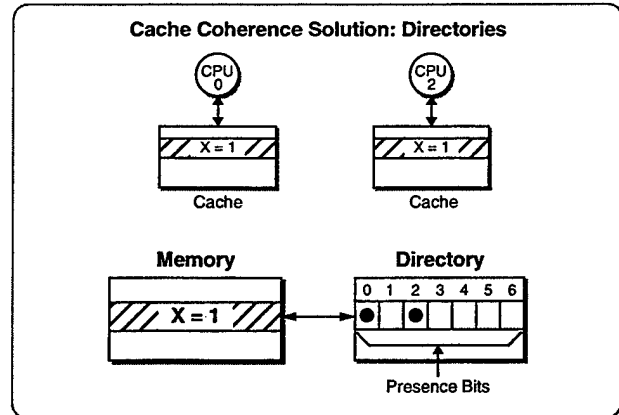 Cache Coherence Solution: Directories
CPU
0
CPU
2
X = 1
X = 1
Cache
Cache
Memory
Directory
0 1 2 3 4 5 6
X = 1
Presence Bits